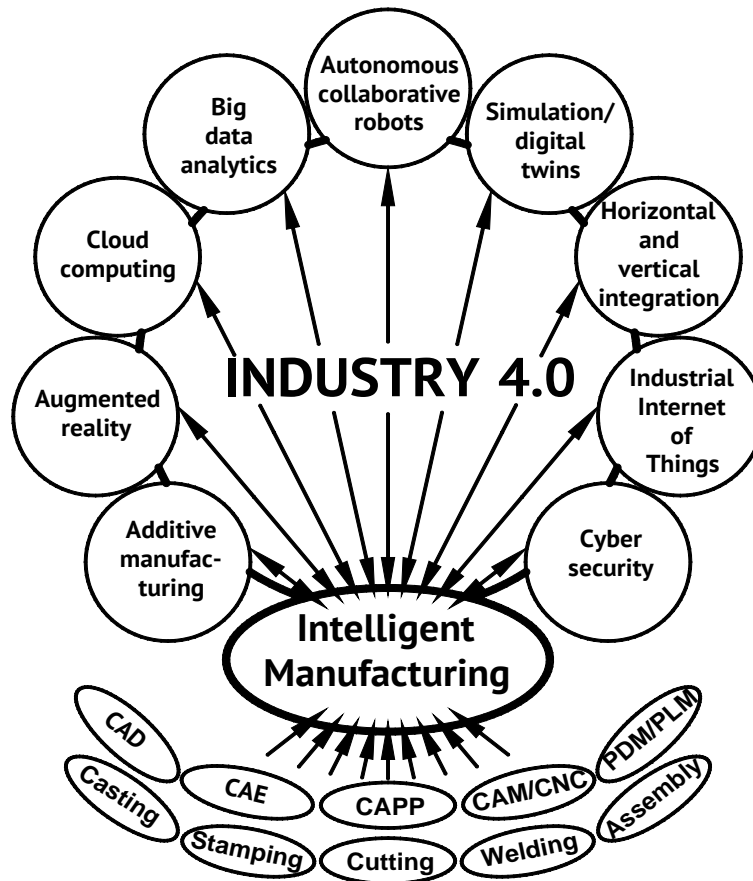 Autonomous
collaborative
robots
Big
data
analytics
Simulation/
digital
twins
Cloud
computing
Horizontal
and
vertical
integration
INDUSTRY 4.0
Augmented
reality
Industrial
Internet
of
Things
Additive
manufac-
turing
Cyber
security
Intelligent
Manufacturing
CAD
CAE
CAPP
CAM/CNC
PDM/PLM
Casting
Stamping
Cutting
Welding
Assembly